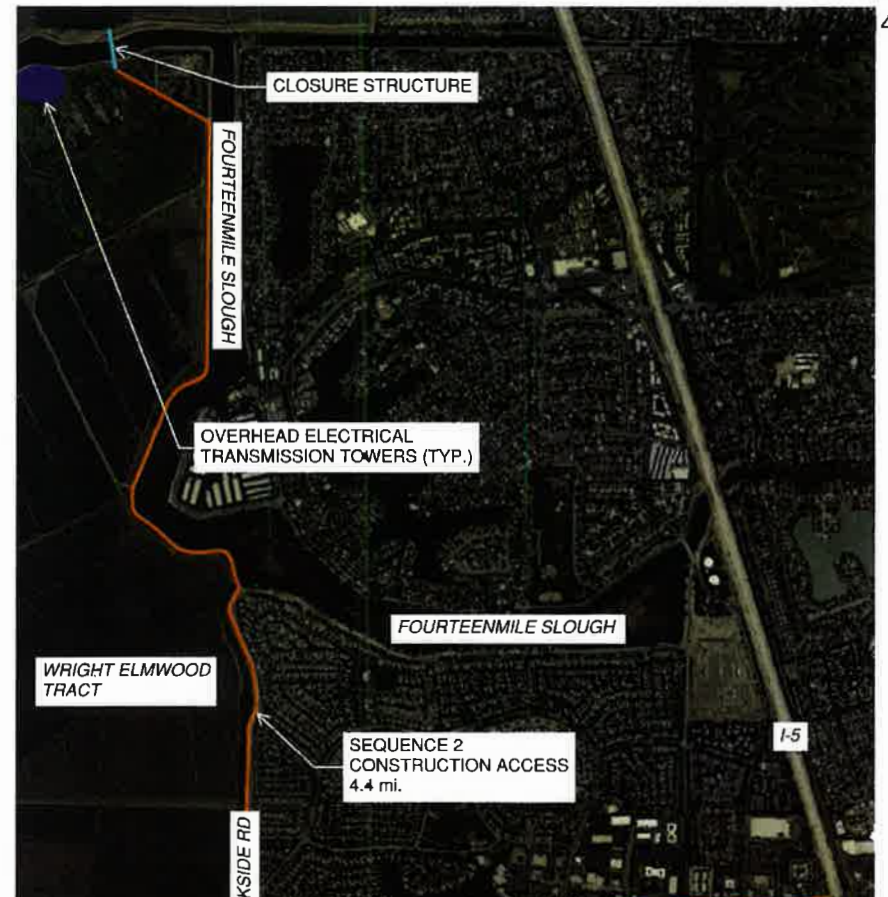 CLOSURE STRUCTURE
FOURTEENMILE SLOUGH
OVERHEAD ELECTRICAL
TRANSMISSION TOWERS (TYP.)
FOURTEENMILE SLOUGH
WRIGHT ELMWOOD
TRACT
I-5
SEQUENCE 2
CONSTRUCTION ACCESS
4.4 mi.
KSIDE RD